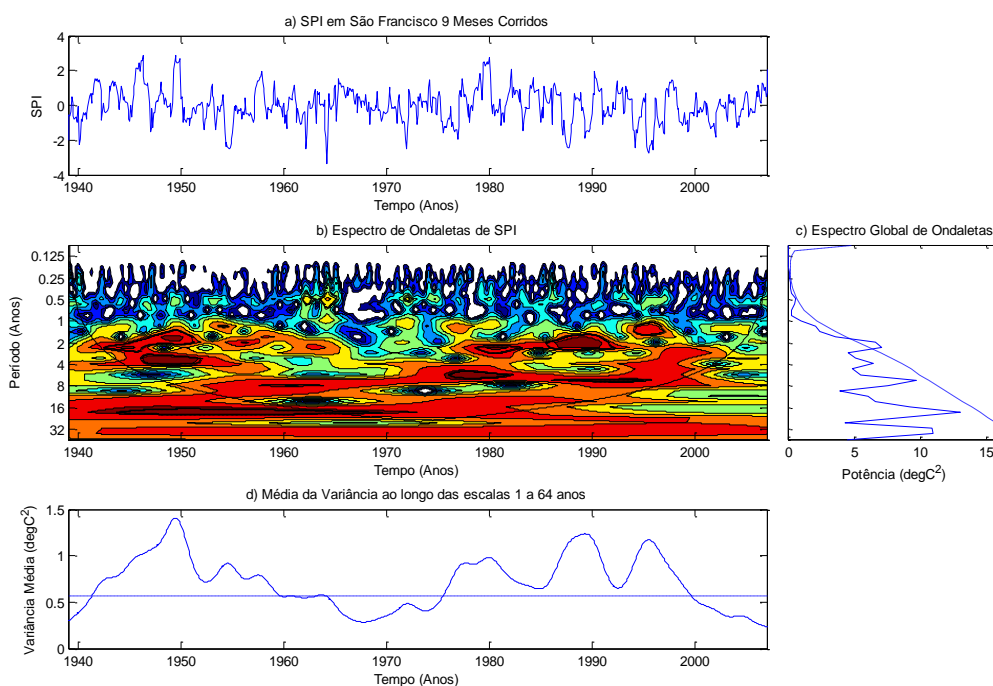 a) SPI em São Francisco 9 Meses Corridos
SPI
4
2
0
-2
-4
1940 1950 1960 1970 1980 1990 2000
Tempo (Anos)
b) Espectro de Ondaletas de SPI
Período (Anos)
0.125
0.25
0.5
1
2
4
8
16
32
1940 1950 1960 1970 1980 1990 2000
Tempo (Anos)
c) Espectro Global de Ondaletas
0 5 10 15
Potência (degC²)
d) Média da Variância ao longo das escalas 1 a 64 anos
Variância Média (degC²)
1.5
1
0.5
0
1940 1950 1960 1970 1980 1990 2000
Tempo (Anos)